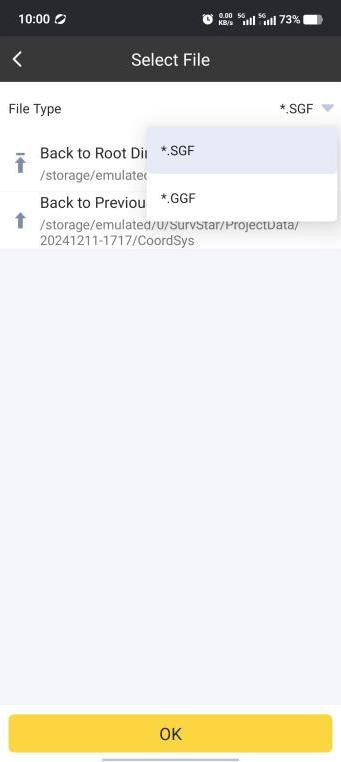 10:00 0.00 KB/s 5G 5G 73%
Select File
File Type *.SGF
*.SGF
Back to Root Di
/storage/emulated
*.GGF
Back to Previou
/storage/emulated/0/SurvStar/ProjectData/
20241211-1717/CoordSys
OK